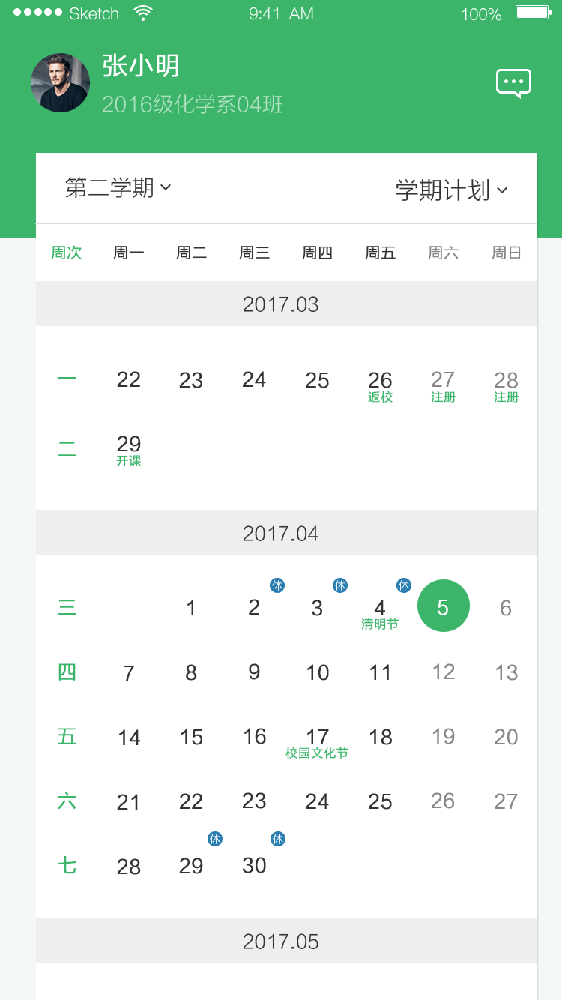 Sketch 9:41 AM 100%
张小明
2016级化学系04班
第二学期 学期计划
周次 周一 周二 周三 周四 周五 周六 周日
2017.03
一 22 23 24 25 26 27 28
返校 注册 注册
二 29
开课
2017.04
休 休 休
三 1 2 3 4 5 6
清明节
四 7 8 9 10 11 12 13
五 14 15 16 17 18 19 20
校园文化节
六 21 22 23 24 25 26 27
休 休
七 28 29 30
2017.05